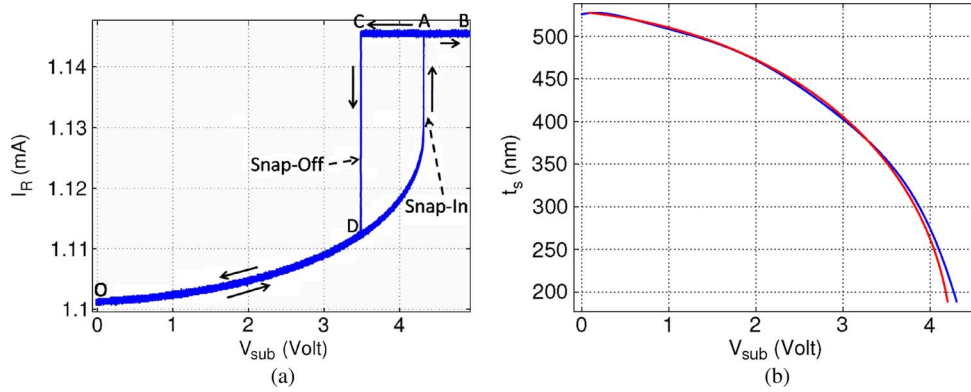 C A B
1.14
1.13
1.12
1.11
1.1
I_R (mA)
Snap-Off
Snap-In
D
O
0 1 2 3 4
V_sub (Volt)
(a)
500
450
400
350
300
250
200
t_s (nm)
0 1 2 3 4
V_sub (Volt)
(b)